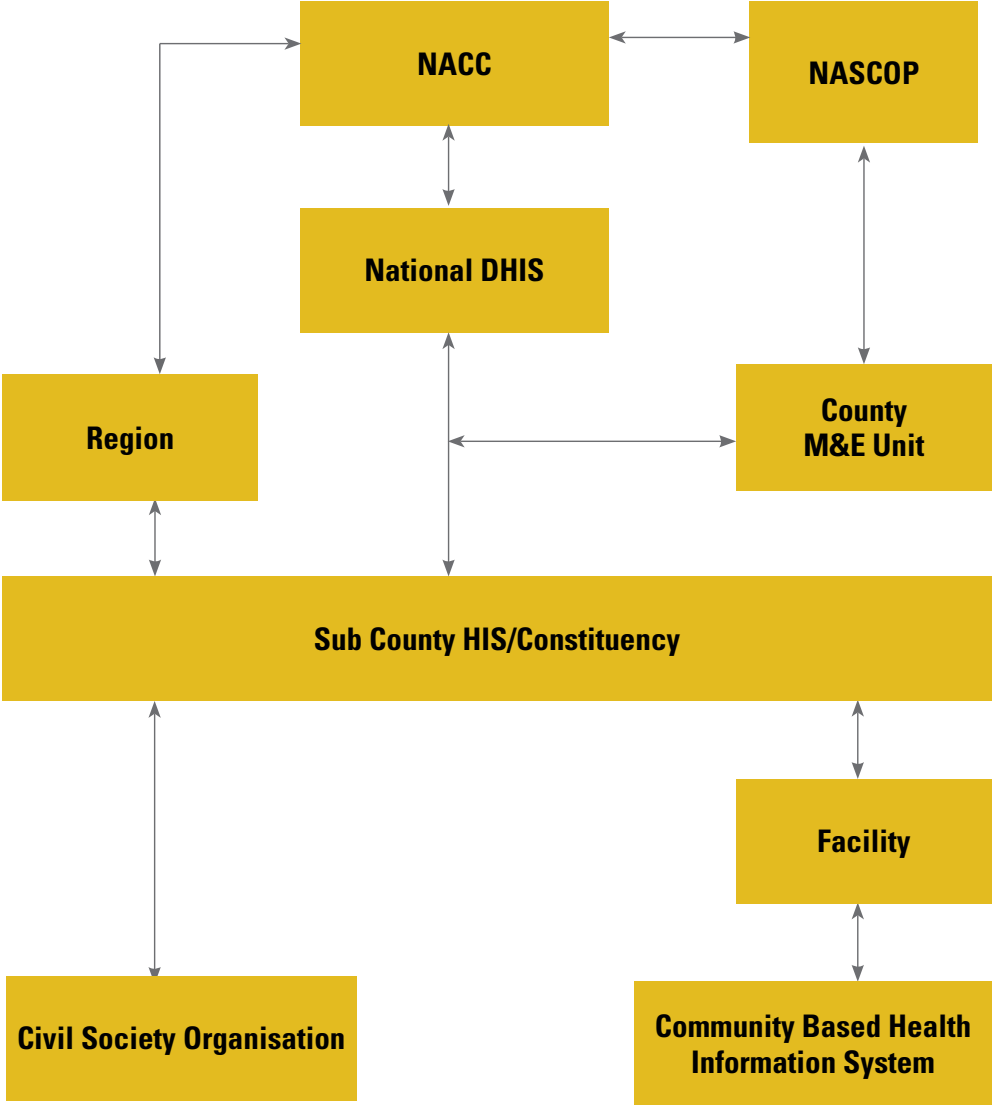 NACC
NASCOP
National DHIS
Region
County
M&E Unit
Sub County HIS/Constituency
Facility
Civil Society Organisation
Community Based Health
Information System